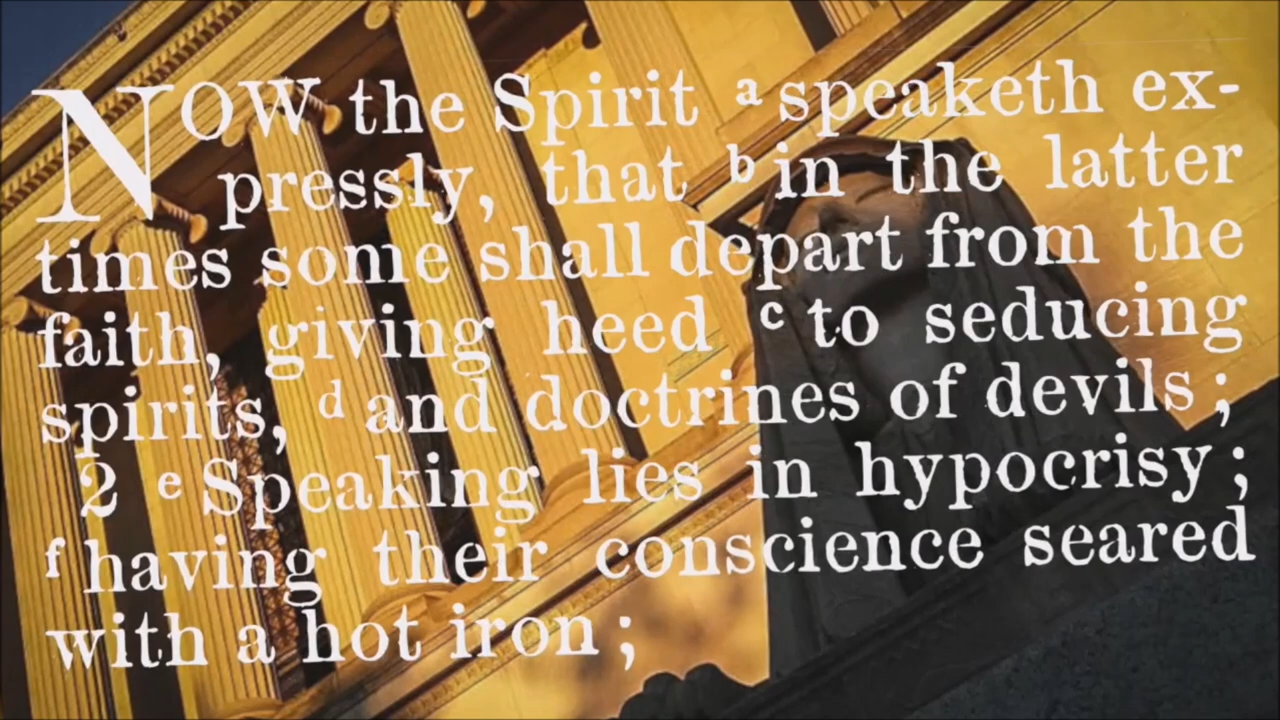 NOW the Spirit a speaketh ex-
pressly, that b in the latter
times some shall depart from the
faith, giving heed c to seducing
spirits, d and doctrines of devils ;
2 e Speaking lies in hypocrisy ;
f having their conscience seared
with a hot iron ;